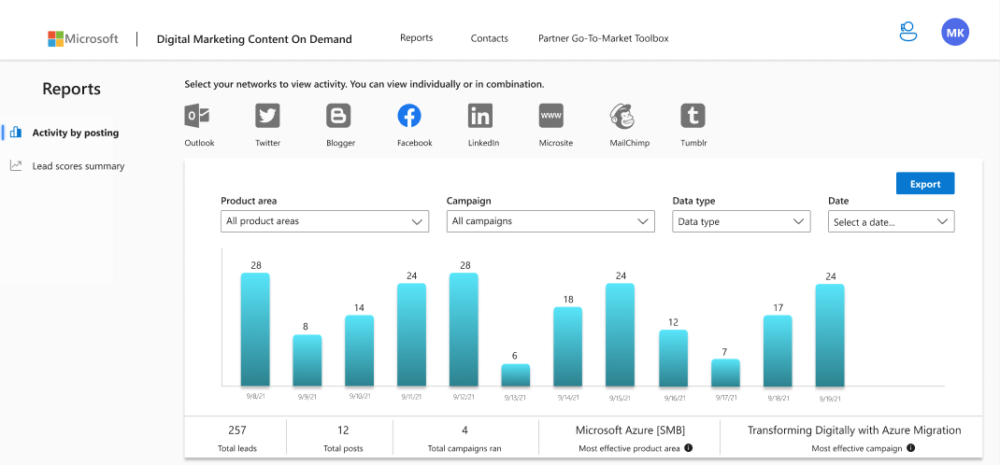 Microsoft
Digital Marketing Content On Demand
Reports
Contacts
Partner Go-To-Market Toolbox
MK
Reports
Activity by posting
Lead scores summary
Select your networks to view activity. You can view individually or in combination.
Outlook
Twitter
Blogger
Facebook
LinkedIn
www
Microsite
MailChimp
Tumblr
Export
Product area
Campaign
Data type
Date
All product areas
All campaigns
Data type
Select a date...
28
8
14
24
28
6
18
24
12
7
17
24
9/8/21
9/9/21
9/10/21
9/11/21
9/12/21
9/13/21
9/14/21
9/15/21
9/16/21
9/17/21
9/18/21
9/19/21
257
12
4
Microsoft Azure [SMB]
Transforming Digitally with Azure Migration
Total leads
Total posts
Total campaigns ran
Most effective product area
Most effective campaign